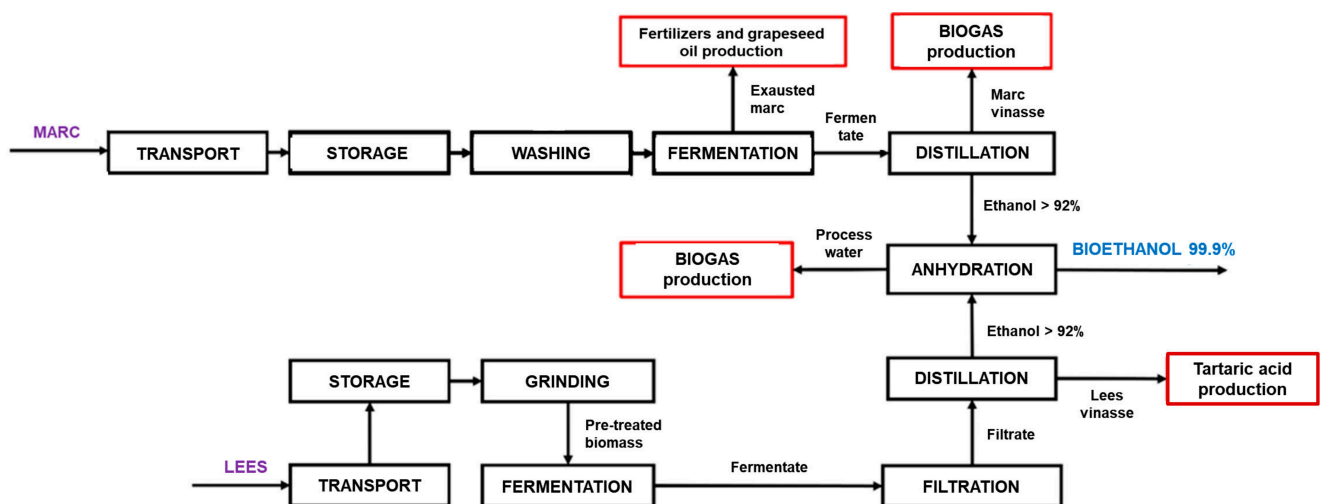 Fertilizers and grapeseed
oil production
BIOGAS
production
Exausted
marc
Marc
vinasse
MARC
Fermen
tate
TRANSPORT
STORAGE
WASHING
FERMENTATION
DISTILLATION
Ethanol > 92%
Process
water
BIOETHANOL 99.9%
BIOGAS
production
ANHYDRATION
Ethanol > 92%
STORAGE
GRINDING
DISTILLATION
Tartaric acid
production
Lees
vinasse
Pre-treated
biomass
Filtrate
LEES
Fermentate
TRANSPORT
FERMENTATION
FILTRATION